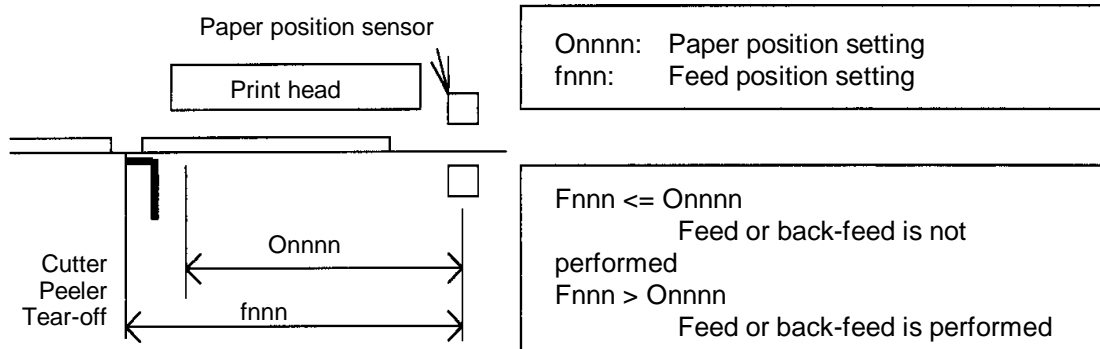 Paper position sensor
Print head
Onnnn: Paper position setting
fnnn: Feed position setting
Onnnn
Cutter
Peeler
Tear-off
fnnn
Fnnn <= Onnnn
Feed or back-feed is not
performed
Fnnn > Onnnn
Feed or back-feed is performed